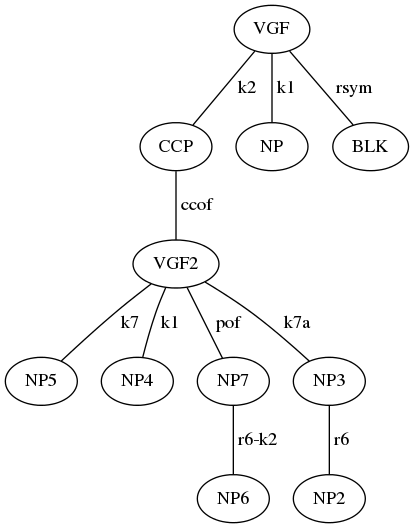 VGF
k2 k1 rsym
CCP NP BLK
ccof
VGF2
k7 k1 pof k7a
NP5 NP4 NP7 NP3
r6-k2 r6
NP6 NP2